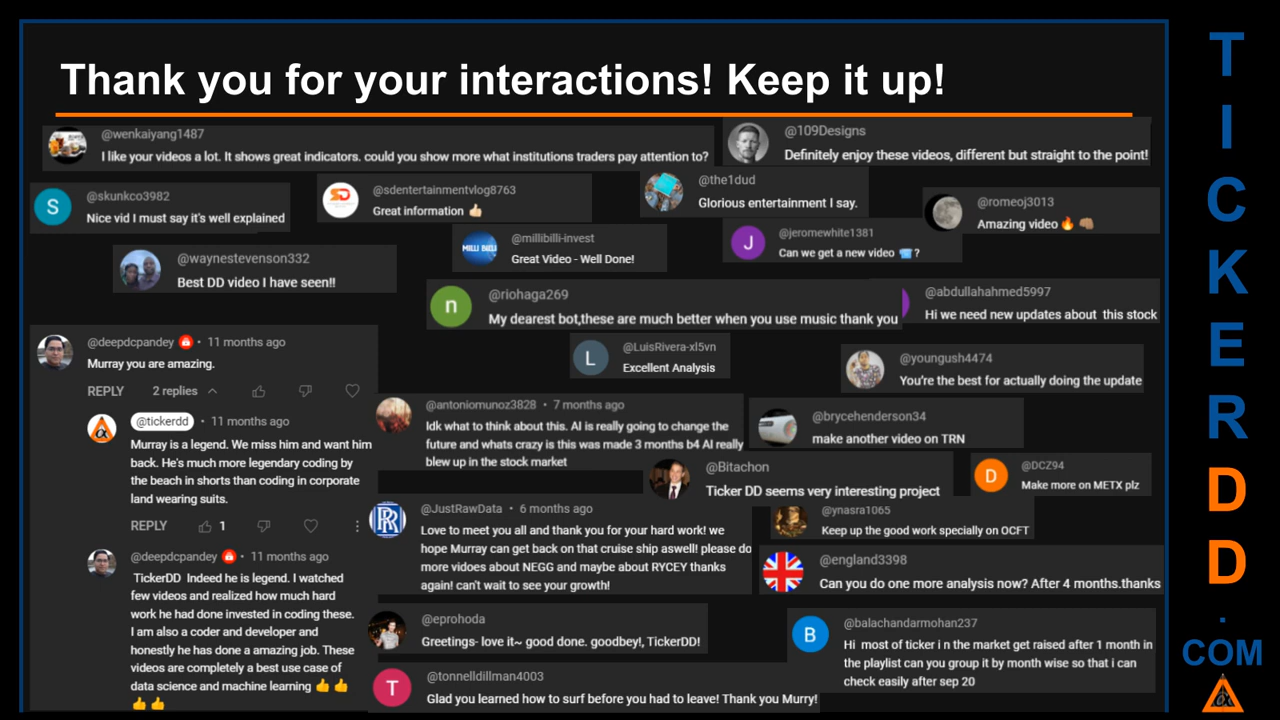 Thank you for your interactions! Keep it up!
@wenkaiyang1487
I like your videos a lot. It shows great indicators. could you show more what institutions traders pay attention to?
@109Designs
Definitely enjoy these videos, different but straight to the point!
@skunkco3982
Nice vid I must say it's well explained
@sdentertainmentvlog8763
Great information 👍🏻
@the1dud
Glorious entertainment I say.
@romeoj3013
Amazing video 🔥 👊🏽
@waynestevenson332
Best DD video I have seen!!
MILLI BILLI
@millibilli-invest
Great Video - Well Done!
J
@jeromewhite1381
Can we get a new video ?
n
@riohaga269
My dearest bot,these are much better when you use music thank you
@abdullahahmed5997
Hi we need new updates about this stock
L
@LuisRivera-xl5vn
Excellent Analysis
@youngush4474
You're the best for actually doing the update
@deepdcpandey • 11 months ago
Murray you are amazing.
REPLY 2 replies
@tickerdd • 11 months ago
Murray is a legend. We miss him and want him
back. He's much more legendary coding by
the beach in shorts than coding in corporate
land wearing suits.
REPLY 1
@deepdcpandey • 11 months ago
TickerDD Indeed he is legend. I watched
few videos and realized how much hard
work he had done invested in coding these.
I am also a coder and developer and
honestly he has done a amazing job. These
videos are completely a best use case of
data science and machine learning 👍 👍
👍 👍
@antoniomunoz3828 • 7 months ago
Idk what to think about this. AI is really going to change the
future and whats crazy is this was made 3 months b4 AI really
blew up in the stock market
@brycehenderson34
make another video on TRN
@Bitachon
Ticker DD seems very interesting project
D
@DCZ94
Make more on METX plz
@JustRawData • 6 months ago
Love to meet you all and thank you for your hard work! we
hope Murray can get back on that cruise ship aswell! please do
more vidoes about NEGG and maybe about RYCEY thanks
again! can't wait to see your growth!
@ynasra1065
Keep up the good work specially on OCFT
@england3398
Can you do one more analysis now? After 4 months.thanks
@eprohoda
Greetings- love it~ good done. goodbey!, TickerDD!
B
@balachandarmohan237
Hi most of ticker i n the market get raised after 1 month in
the playlist can you group it by month wise so that i can
check easily after sep 20
T
@tonnelldillman4003
Glad you learned how to surf before you had to leave! Thank you Murry!
S
TICKERDD.COM